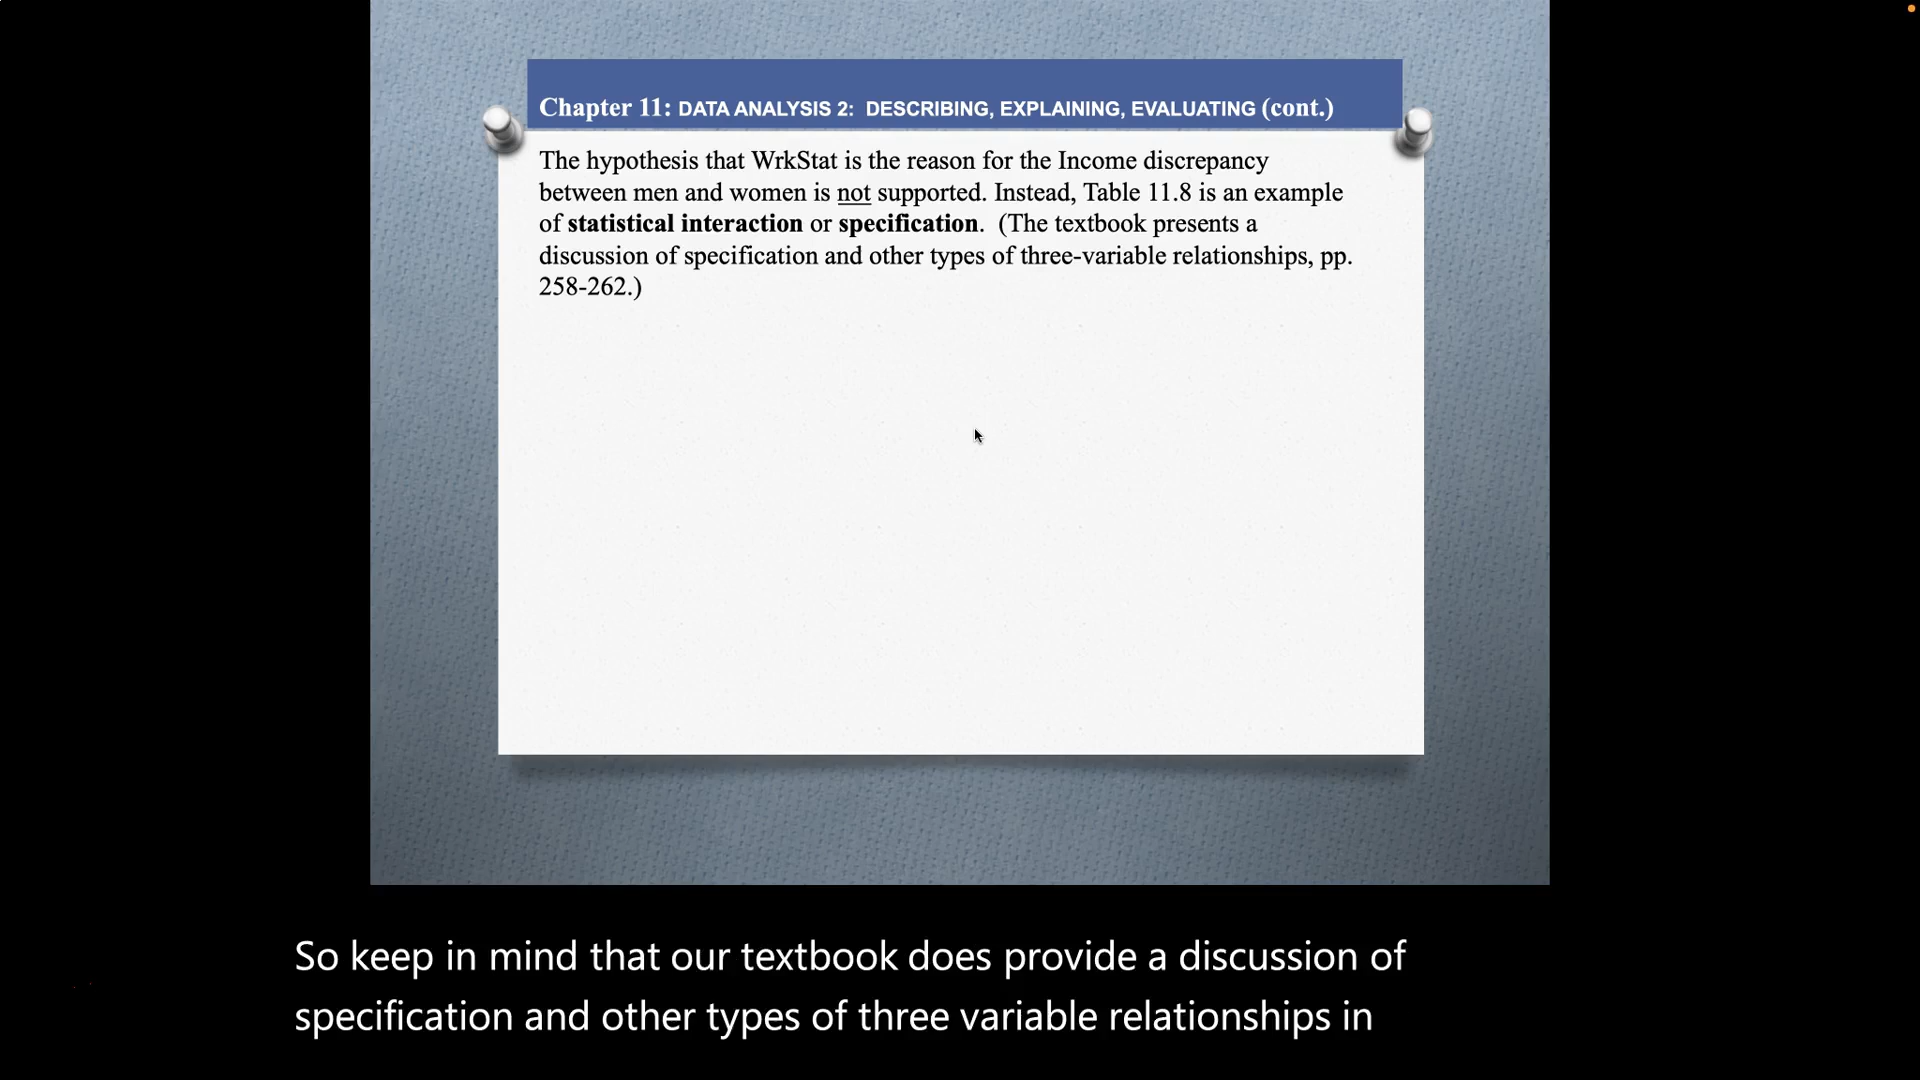 Chapter 11: DATA ANALYSIS 2: DESCRIBING, EXPLAINING, EVALUATING (cont.)
The hypothesis that WrkStat is the reason for the Income discrepancy
between men and women is not supported. Instead, Table 11.8 is an example
of statistical interaction or specification. (The textbook presents a
discussion of specification and other types of three-variable relationships, pp.
258-262.)
So keep in mind that our textbook does provide a discussion of
specification and other types of three variable relationships in